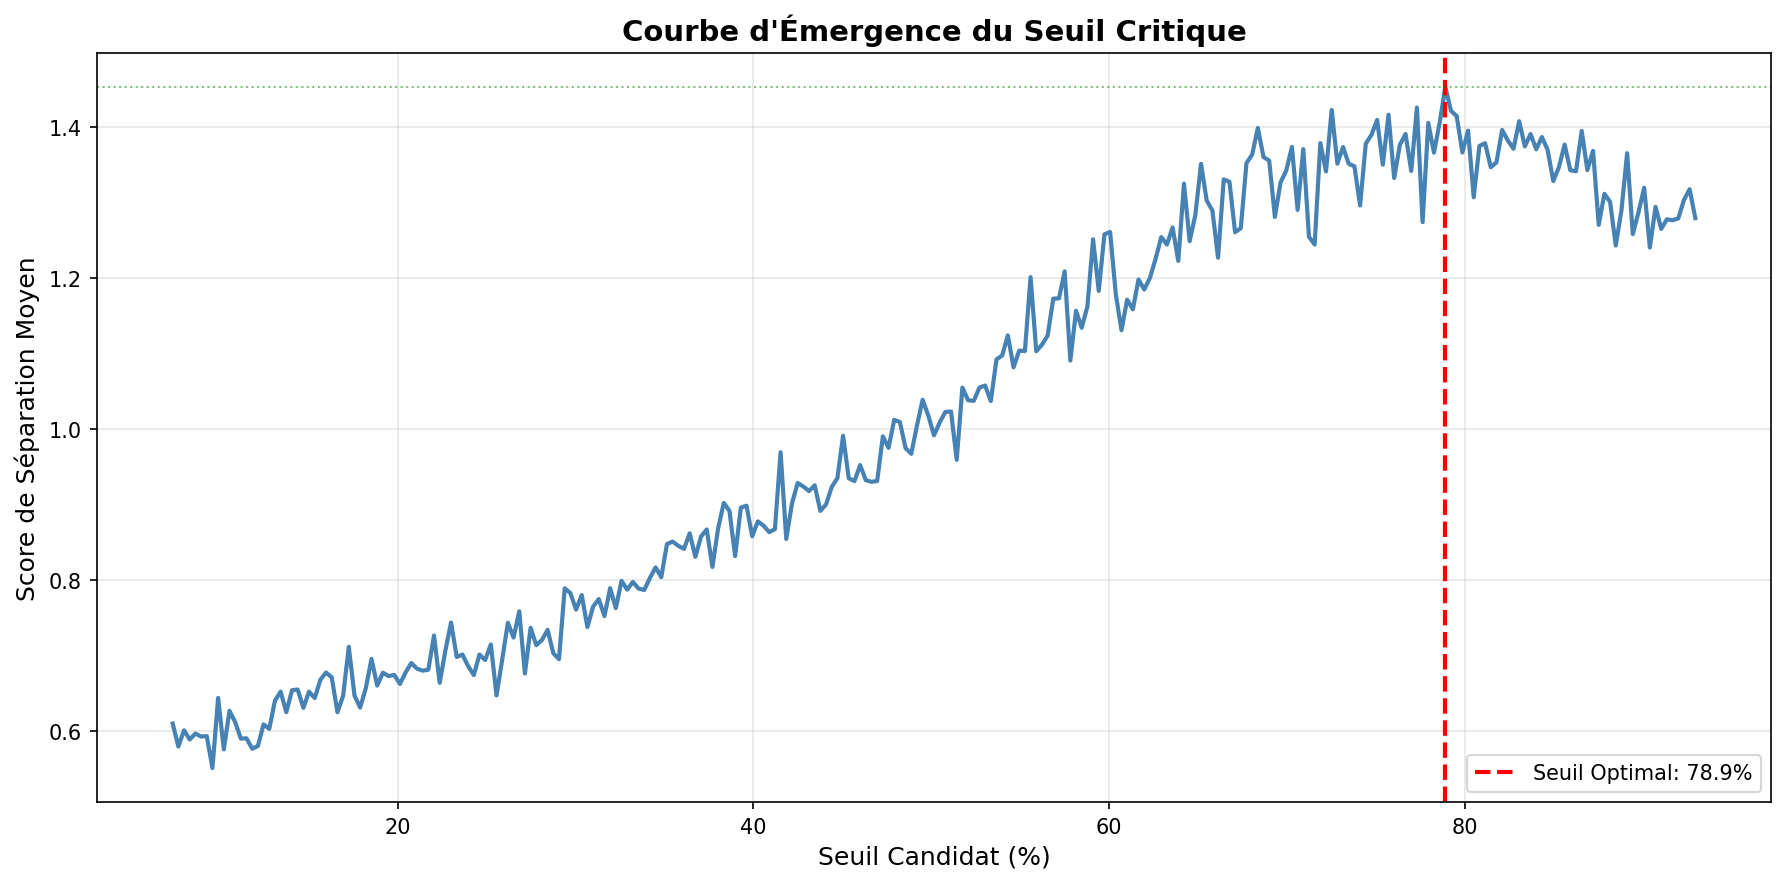 Courbe d'Émergence du Seuil Critique
Score de Séparation Moyen
1.4
1.2
1.0
0.8
0.6
Seuil Optimal: 78.9%
20 40 60 80
Seuil Candidat (%)